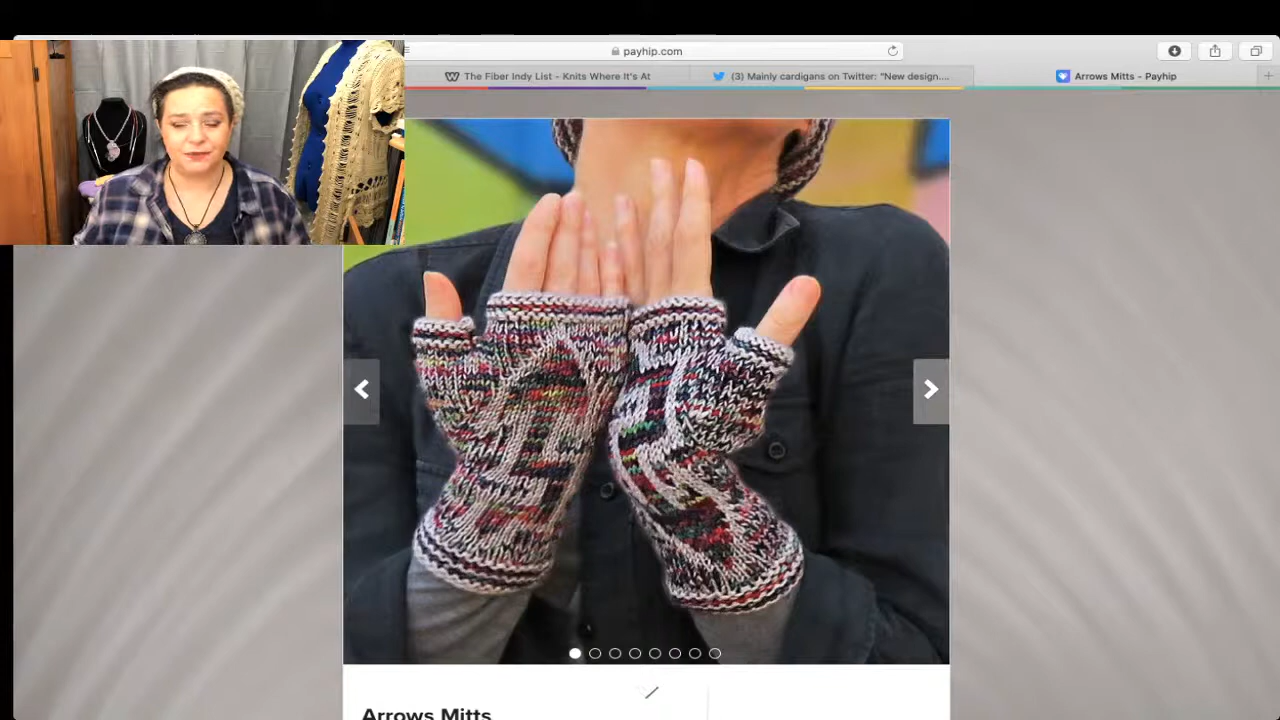 payhip.com
The Fiber Indy List - Knits Where It's At
(3) Mainly cardigans on Twitter: "New design....
Arrows Mitts - Payhip
Arrows Mitts